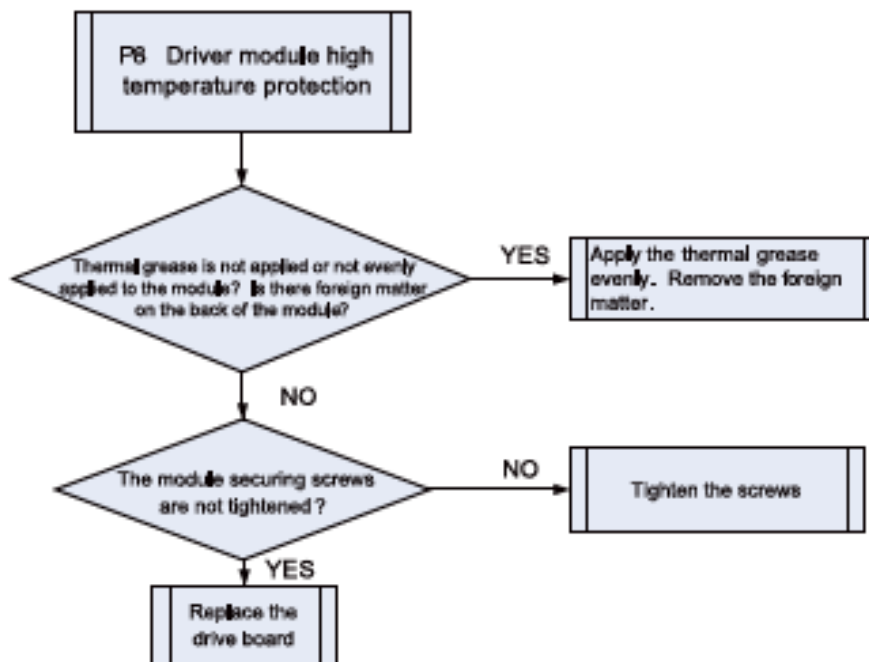 P8 Driver module high
temperature protection
Thermal grease is not applied or not evenly
applied to the module? Is there foreign matter
on the back of the module?
YES
Apply the thermal grease
evenly. Remove the foreign
matter.
NO
The module securing screws
are not tightened?
NO
Tighten the screws
YES
Replace the
drive board